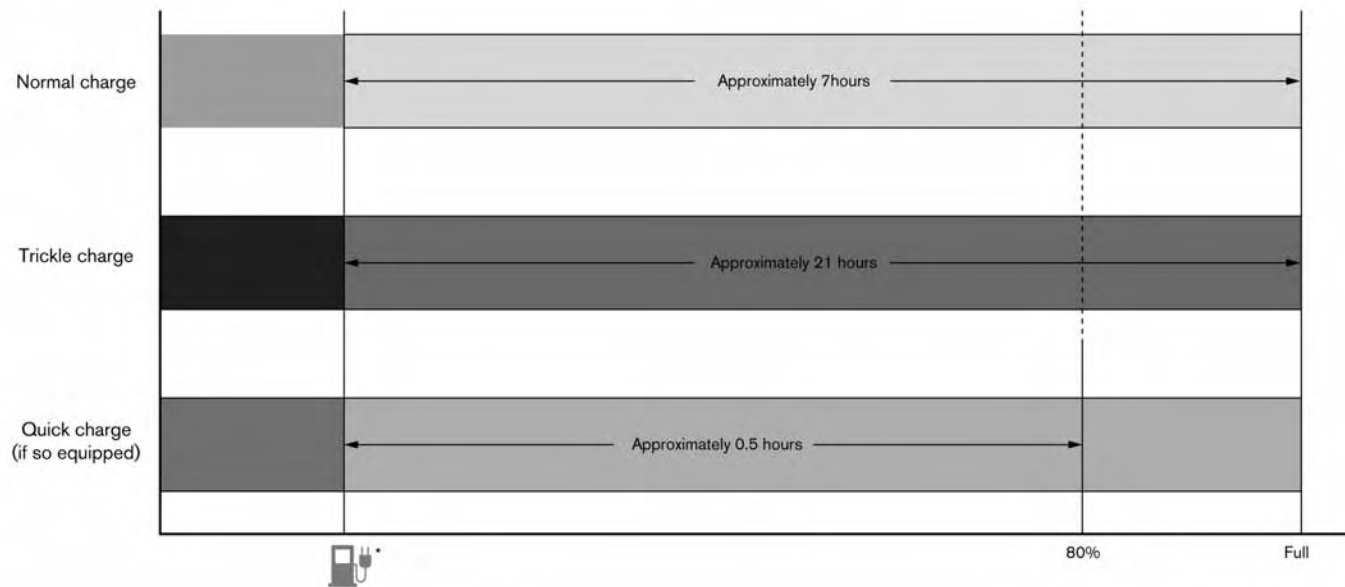 Normal charge
Approximately 7hours
Trickle charge
Approximately 21 hours
Quick charge
(if so equipped)
Approximately 0.5 hours
*
80%
Full